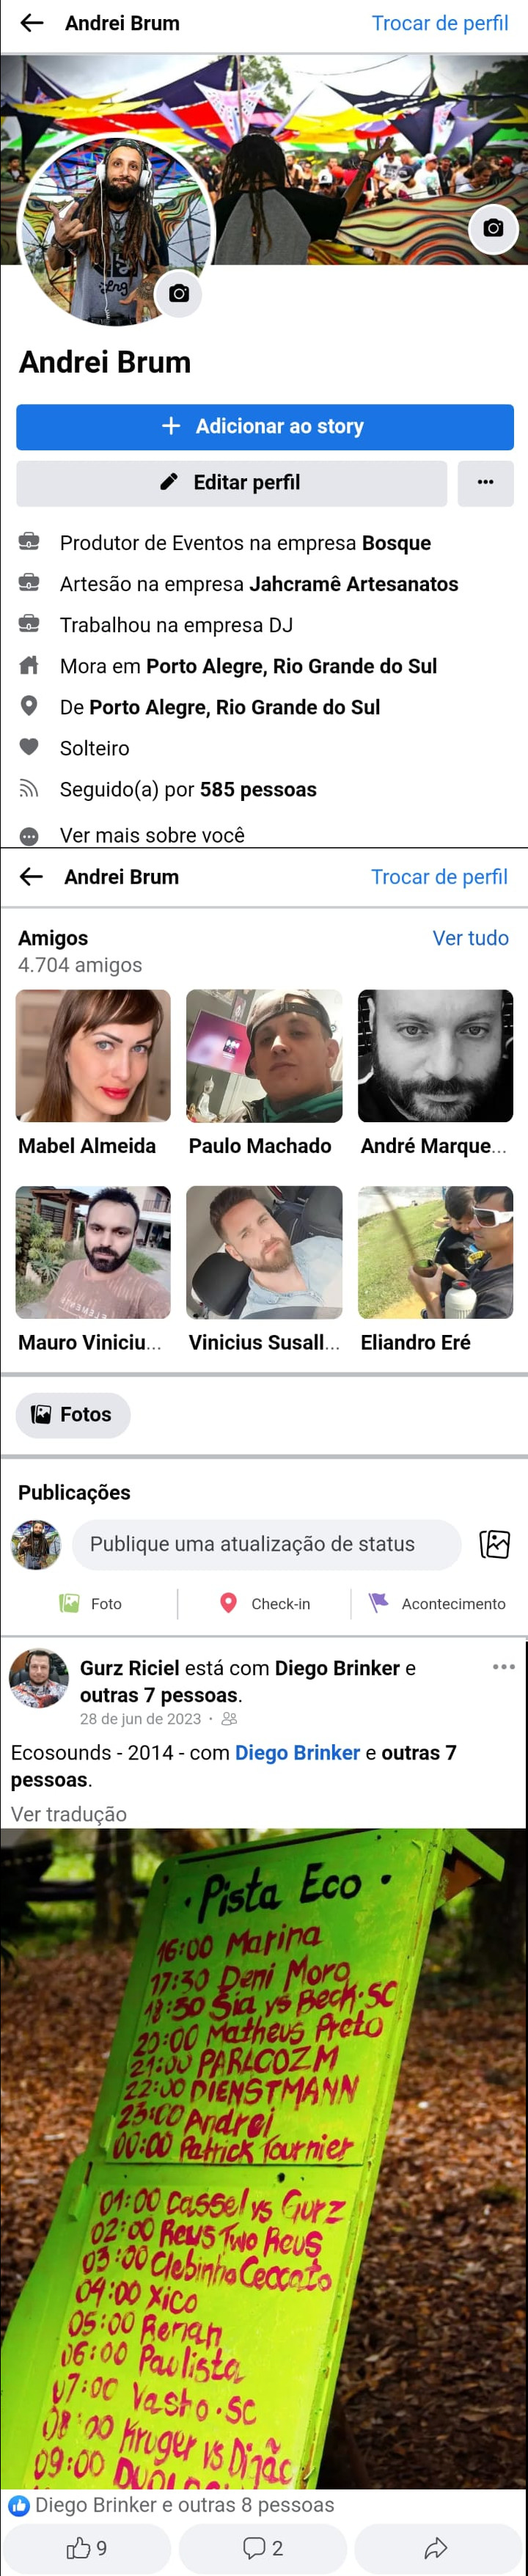 Andrei Brum
Trocar de perfil
Andrei Brum
+ Adicionar ao story
Editar perfil
Produtor de Eventos na empresa Bosque
Artesão na empresa Jahcramê Artesanatos
Trabalhou na empresa DJ
Mora em Porto Alegre, Rio Grande do Sul
De Porto Alegre, Rio Grande do Sul
Solteiro
Seguido(a) por 585 pessoas
Ver mais sobre você
Andrei Brum
Trocar de perfil
Amigos
Ver tudo
4.704 amigos
Mabel Almeida
Paulo Machado
André Marque...
Mauro Viniciu...
Vinicius Susall...
Eliandro Eré
Fotos
Publicações
Publique uma atualização de status
Foto
Check-in
Acontecimento
Gurz Riciel está com Diego Brinker e
outras 7 pessoas.
28 de jun de 2023 ·
Ecosounds - 2014 - com Diego Brinker e outras 7
pessoas.
Ver tradução
· Pista Eco ·
16:00 Marina
17:30 Deni Moro
18:30 Sia vs Beck·SC
20:00 Matheus Preto
21:00 PARLCOZM
22:00 DIENSTMANN
23:00 Andrei
00:00 Patrick Tournier
01:00 Cassel vs Gurz
02:00 Reus Two Reus
03:00 Clebinho Ceccato
04:00 Xico
05:00 Renan
06:00 Paulista
07:00 Vasho·SC
08:00 Kruger vs Dijão
09:00
Diego Brinker e outras 8 pessoas
9
2